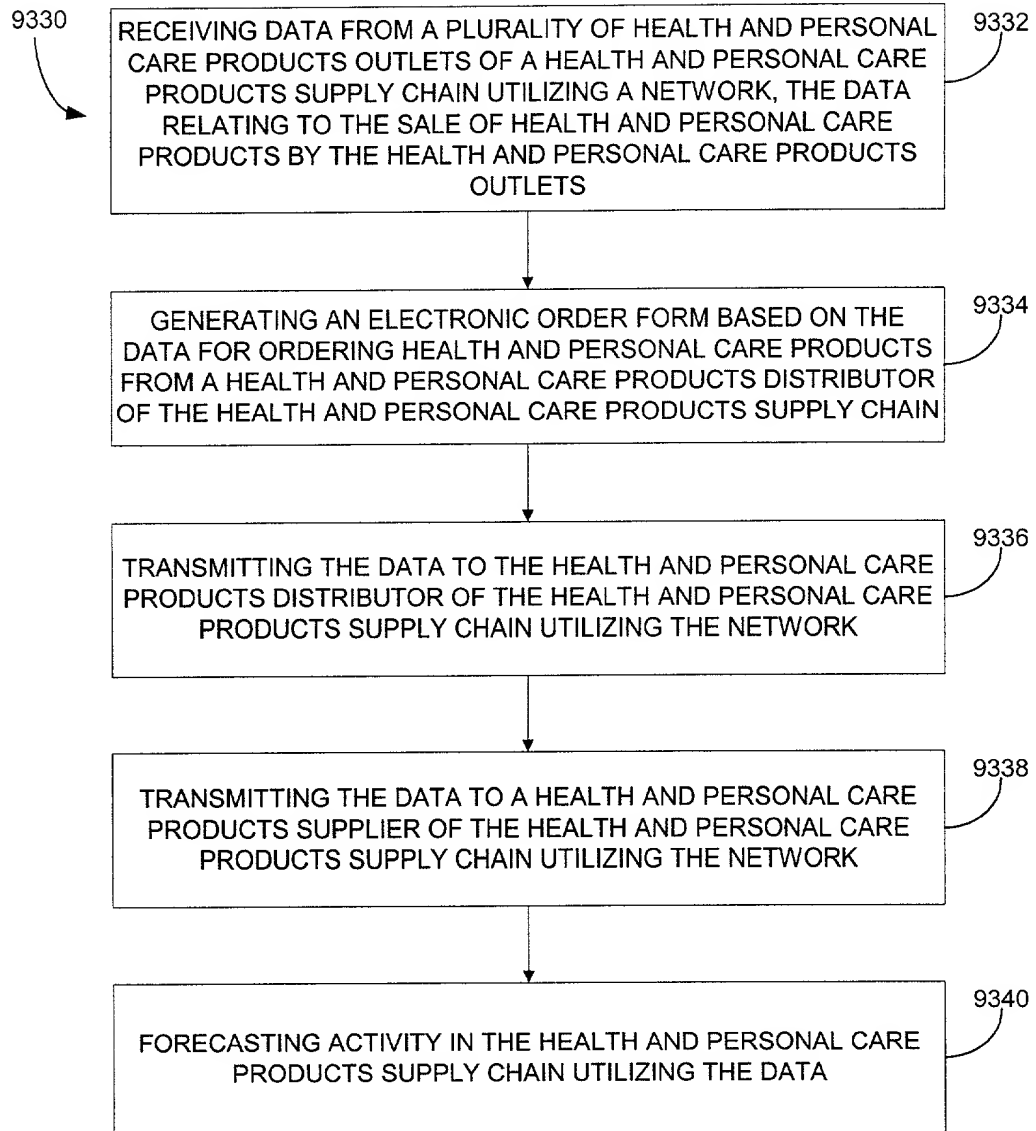 9330
RECEIVING DATA FROM A PLURALITY OF HEALTH AND PERSONAL
CARE PRODUCTS OUTLETS OF A HEALTH AND PERSONAL CARE
PRODUCTS SUPPLY CHAIN UTILIZING A NETWORK, THE DATA
RELATING TO THE SALE OF HEALTH AND PERSONAL CARE
PRODUCTS BY THE HEALTH AND PERSONAL CARE PRODUCTS
OUTLETS
9332
GENERATING AN ELECTRONIC ORDER FORM BASED ON THE
DATA FOR ORDERING HEALTH AND PERSONAL CARE PRODUCTS
FROM A HEALTH AND PERSONAL CARE PRODUCTS DISTRIBUTOR
OF THE HEALTH AND PERSONAL CARE PRODUCTS SUPPLY CHAIN
9334
TRANSMITTING THE DATA TO THE HEALTH AND PERSONAL CARE
PRODUCTS DISTRIBUTOR OF THE HEALTH AND PERSONAL CARE
PRODUCTS SUPPLY CHAIN UTILIZING THE NETWORK
9336
TRANSMITTING THE DATA TO A HEALTH AND PERSONAL CARE
PRODUCTS SUPPLIER OF THE HEALTH AND PERSONAL CARE
PRODUCTS SUPPLY CHAIN UTILIZING THE NETWORK
9338
FORECASTING ACTIVITY IN THE HEALTH AND PERSONAL CARE
PRODUCTS SUPPLY CHAIN UTILIZING THE DATA
9340